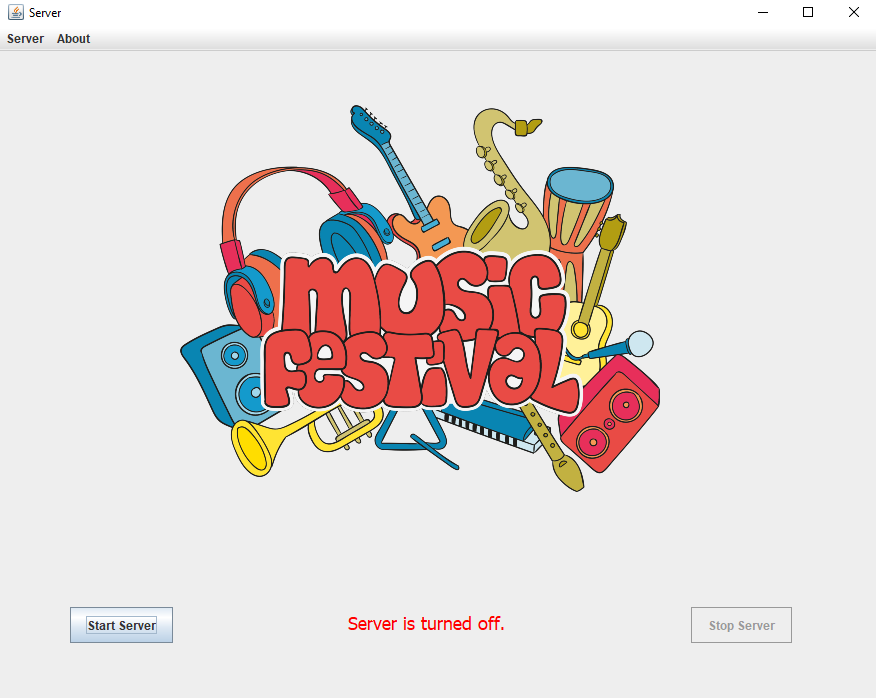 Server
Server About
MUSiC
FESTiVAL
Start Server
Server is turned off.
Stop Server